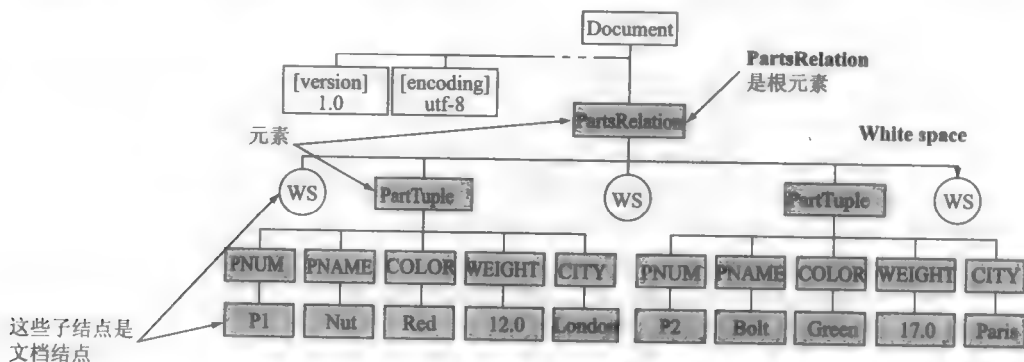 Document
[version]
1.0
[encoding]
utf-8
PartsRelation
是根元素
PartsRelation
元素
White space
WS
PartTuple
WS
PartTuple
WS
PNUM
PNAME
COLOR
WEIGHT
CITY
PNUM
PNAME
COLOR
WEIGHT
CITY
P1
Nut
Red
12.0
London
P2
Bolt
Green
17.0
Paris
这些子结点是
文档结点